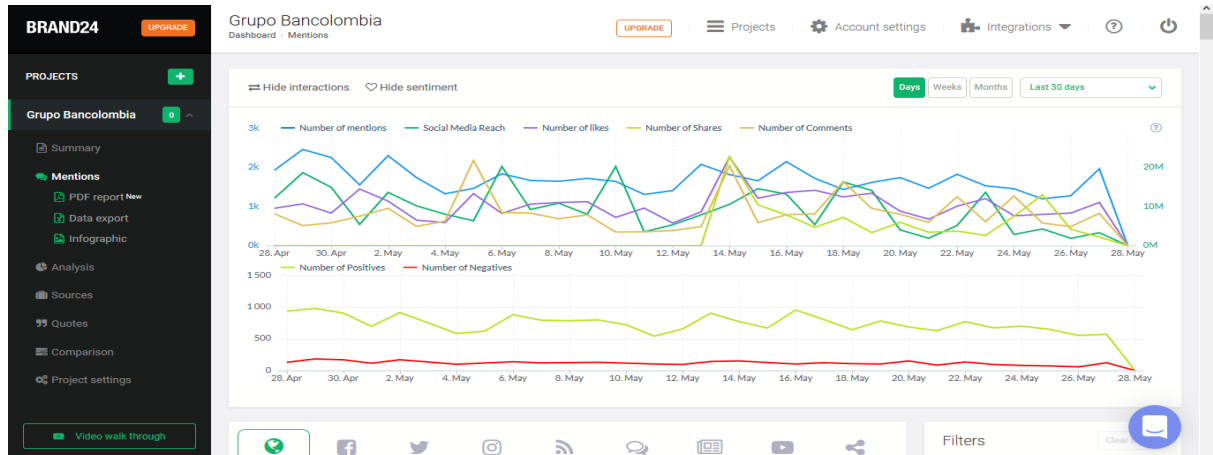 BRAND24
UPGRADE
Grupo Bancolombia
Dashboard › Mentions
UPGRADE
Projects
Account settings
Integrations
PROJECTS
Grupo Bancolombia
0
Summary
Mentions
PDF report New
Data export
Infographic
Analysis
Sources
Quotes
Comparison
Project settings
Video walk through
Hide interactions
Hide sentiment
Days
Weeks
Months
Last 30 days
Number of mentions
Social Media Reach
Number of likes
Number of Shares
Number of Comments
3k
2k
1k
0k
20M
10M
0M
28. Apr
30. Apr
2. May
4. May
6. May
8. May
10. May
12. May
14. May
16. May
18. May
20. May
22. May
24. May
26. May
28. May
Number of Positives
Number of Negatives
1 500
1 000
500
0
28. Apr
30. Apr
2. May
4. May
6. May
8. May
10. May
12. May
14. May
16. May
18. May
20. May
22. May
24. May
26. May
28. May
Filters
Clear